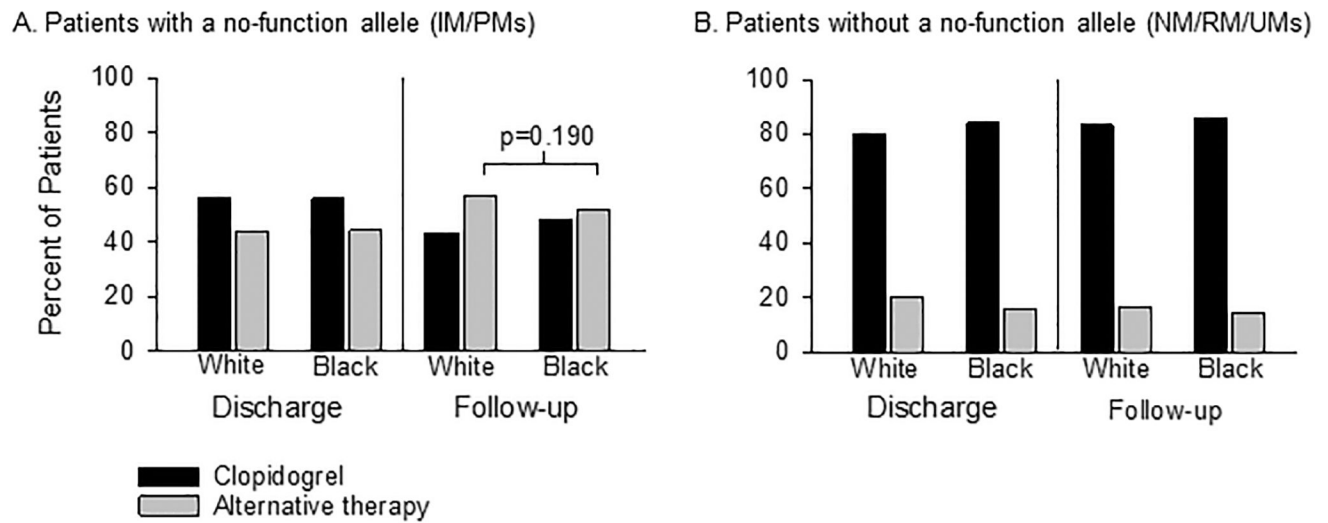 A. Patients with a no-function allele (IM/PMs)
B. Patients without a no-function allele (NM/RM/UMs)
Percent of Patients
100
80
60
40
20
0
p=0.190
White Black White Black
Discharge Follow-up
100
80
60
40
20
0
White Black White Black
Discharge Follow-up
Clopidogrel
Alternative therapy